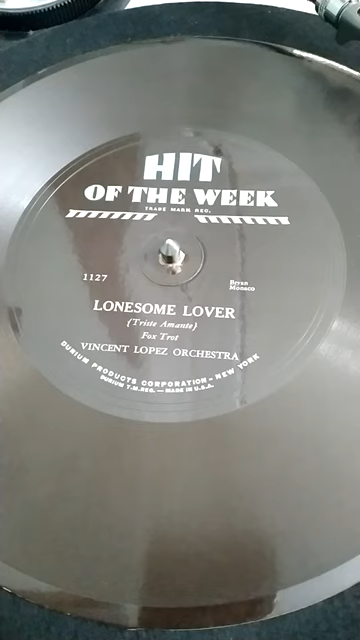 HIT
OF THE WEEK
TRADE MARK REG.
1127
Bryan
Monaco
LONESOME LOVER
(Triste Amante)
Fox Trot
VINCENT LOPEZ ORCHESTRA
DURIUM PRODUCTS CORPORATION - NEW YORK
DURIUM T.M.REG. — MADE IN U.S.A.